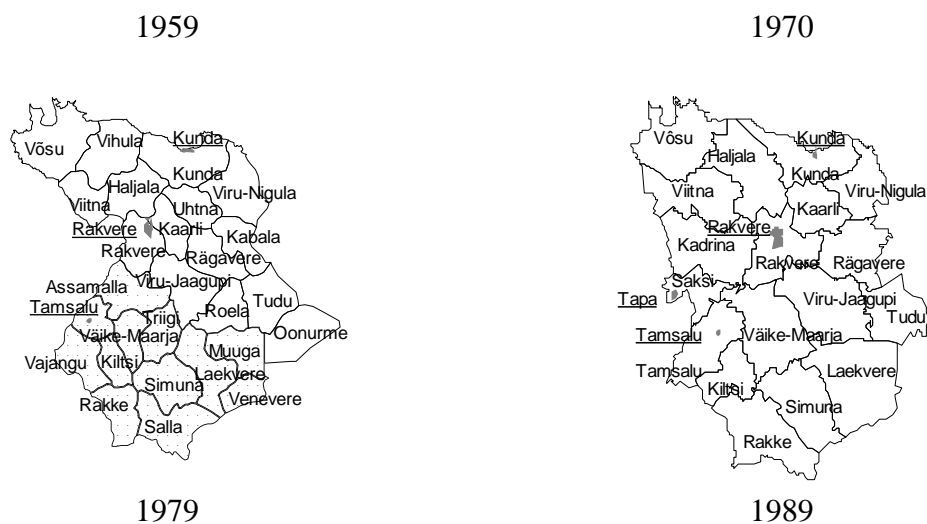 1959
1970
Võsu
Vihula
Kunda
Kunda
Haljala
Viitna
Uhtna
Viru-Nigula
Rakvere
Kaarli
Kabala
Rakvere
Rägavere
Viru-Jaagupi
Assamalla
Tudu
Tamsalu
Triigi
Roela
Oonurme
Väike-Maarja
Muuga
Vajangu
Kiltsi
Laekvere
Simuna
Rakke
Venevere
Salla
Võsu
Kunda
Haljala
Kunda
Viitna
Viru-Nigula
Kaarli
Rakvere
Kadrina
Rakvere
Rägavere
Saksi
Tapa
Viru-Jaagupi
Tudu
Tamsalu
Väike-Maarja
Tamsalu
Laekvere
Kiltsi
Simuna
Rakke
1979
1989